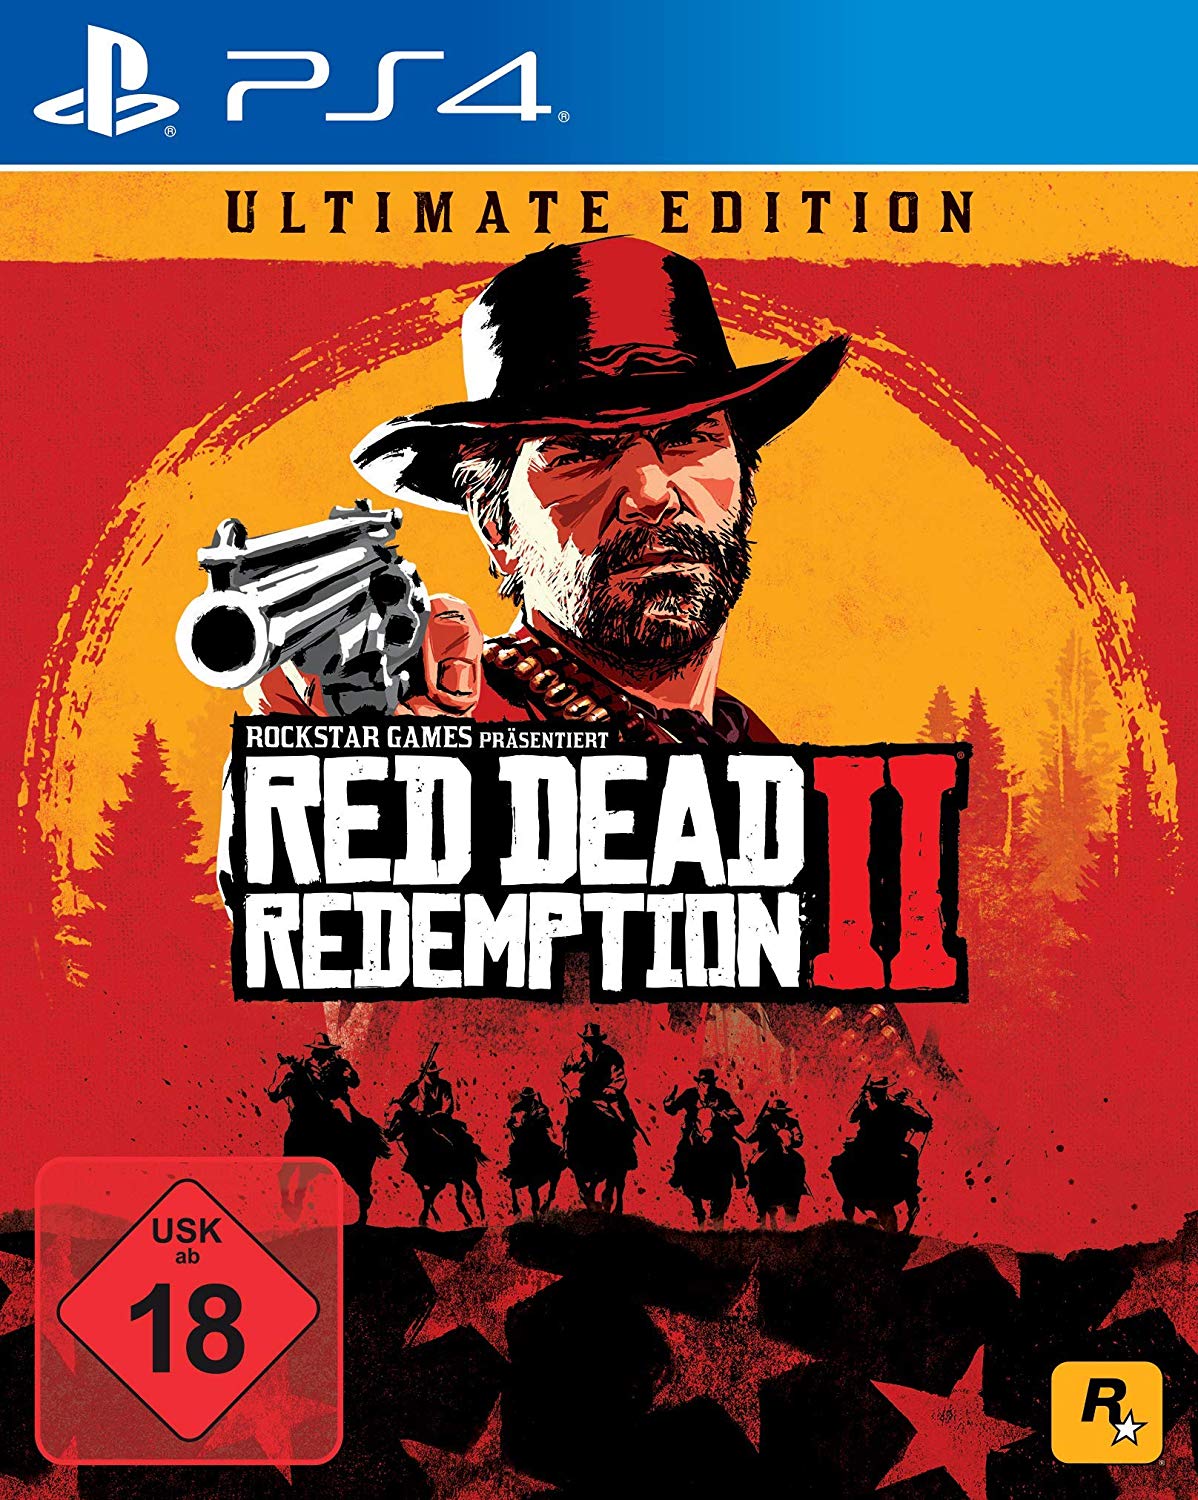 PS4®
ULTIMATE EDITION
ROCKSTAR GAMES PRÄSENTIERT
RED DEAD
REDEMPTION II®
USK
ab
18
R